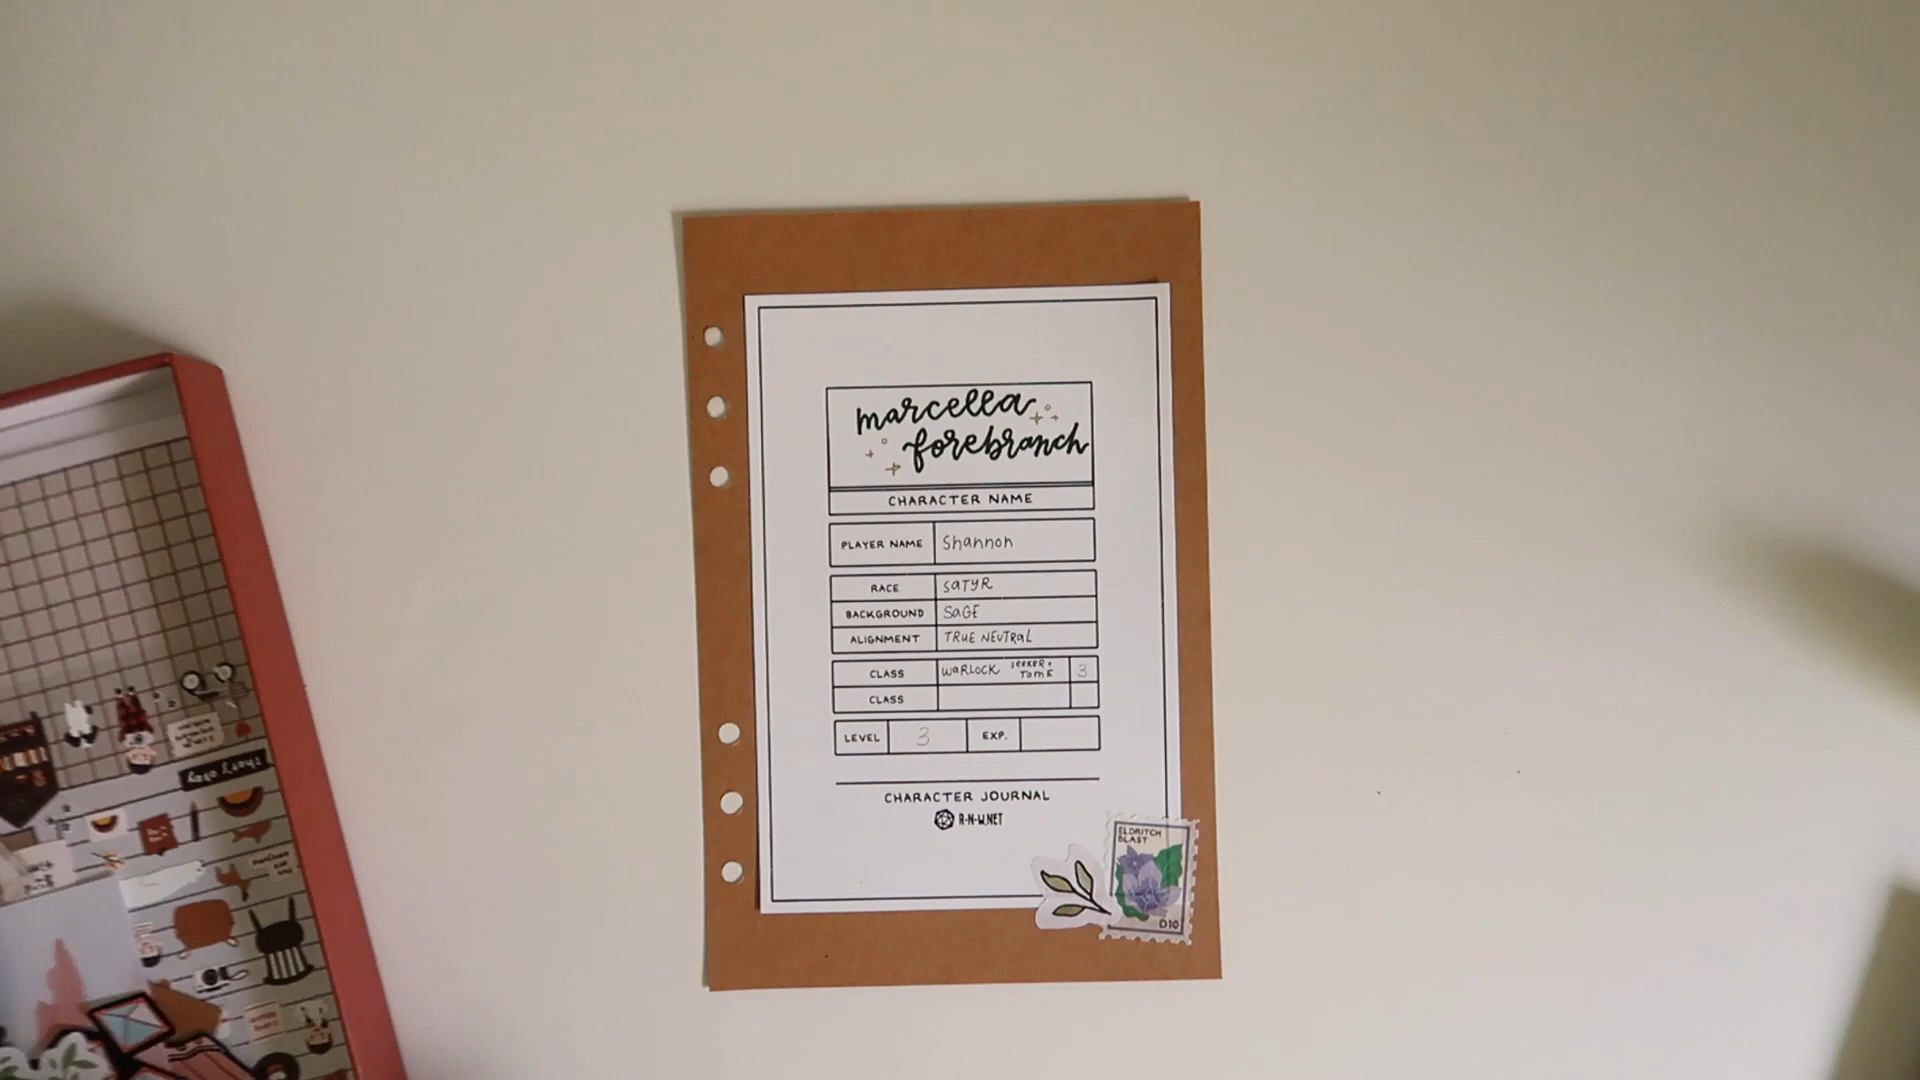 marcella
forebranch
CHARACTER NAME
PLAYER NAME Shannon
RACE SATYR
BACKGROUND SAGE
ALIGNMENT TRUE NEUTRAL
CLASS WARLOCK SEEKER + TOME 3
CLASS
LEVEL 3 EXP.
CHARACTER JOURNAL
R-N-W.NET
ELDRITCH
BLAST
D10